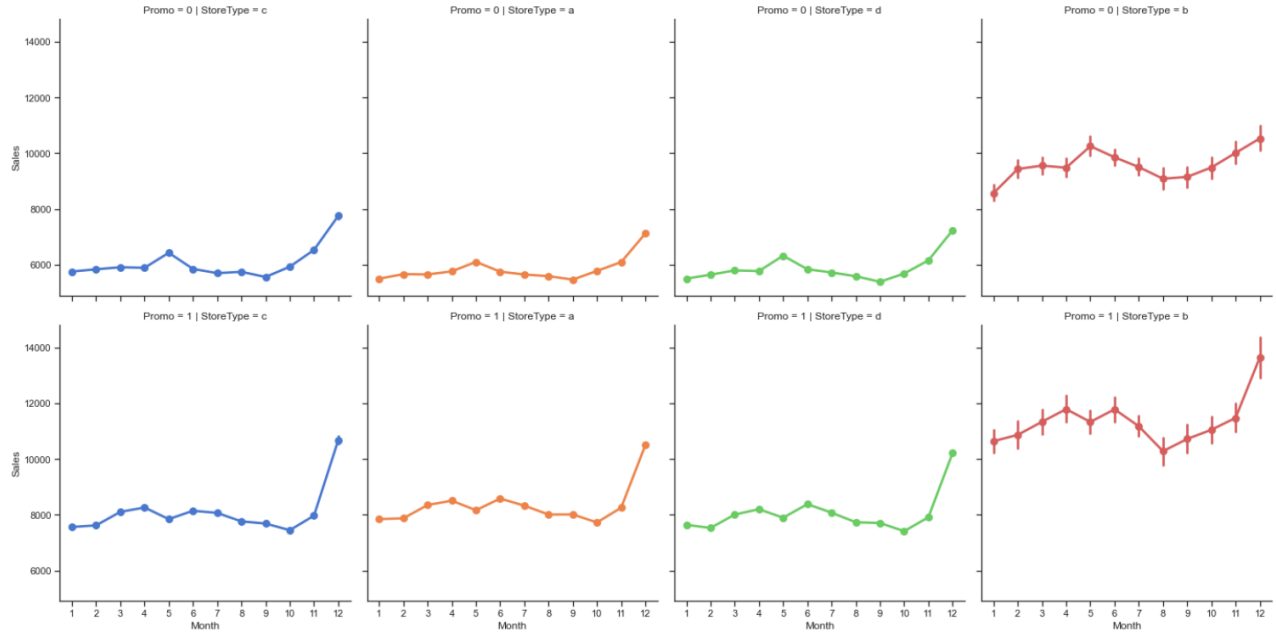 Promo = 0 | StoreType = c
Promo = 0 | StoreType = a
Promo = 0 | StoreType = d
Promo = 0 | StoreType = b
14000
12000
10000
8000
6000
Sales
Promo = 1 | StoreType = c
Promo = 1 | StoreType = a
Promo = 1 | StoreType = d
Promo = 1 | StoreType = b
14000
12000
10000
8000
6000
Sales
1 2 3 4 5 6 7 8 9 10 11 12
Month
1 2 3 4 5 6 7 8 9 10 11 12
Month
1 2 3 4 5 6 7 8 9 10 11 12
Month
1 2 3 4 5 6 7 8 9 10 11 12
Month